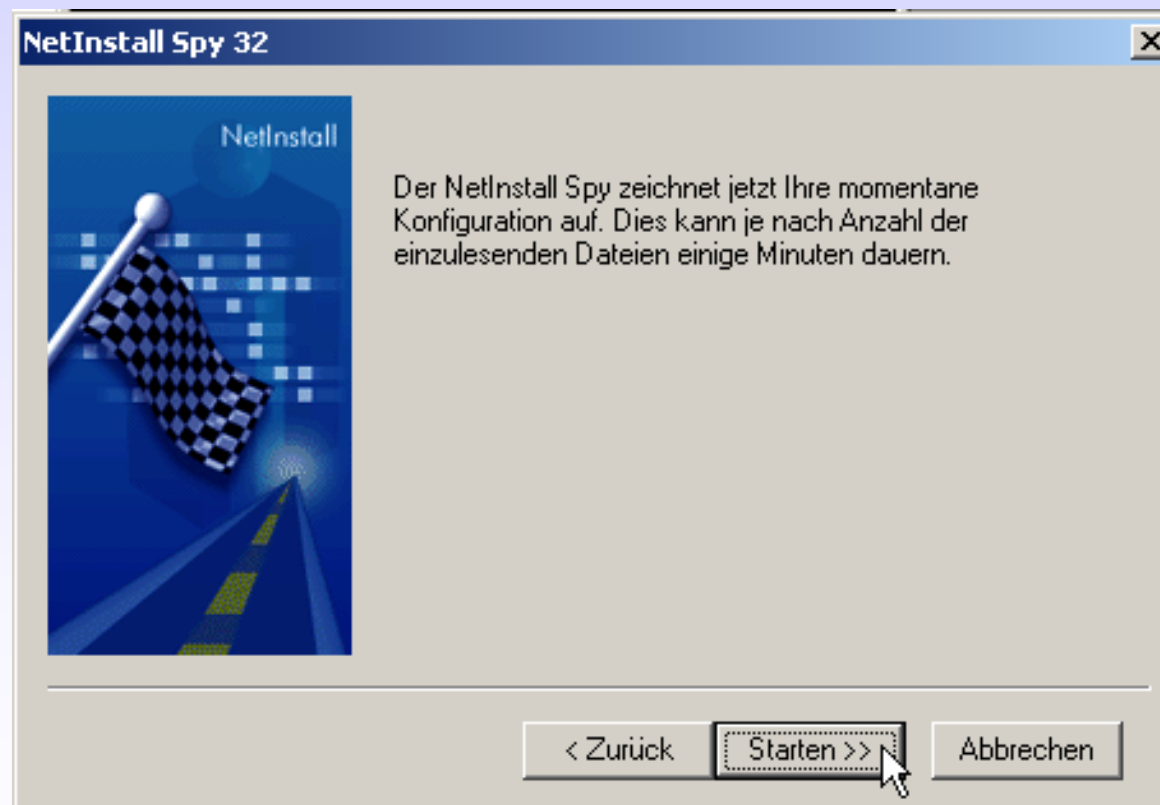 NetInstall Spy 32
NetInstall
Der NetInstall Spy zeichnet jetzt Ihre momentane
Konfiguration auf. Dies kann je nach Anzahl der
einzulesenden Dateien einige Minuten dauern.
< Zurück
Starten >>
Abbrechen